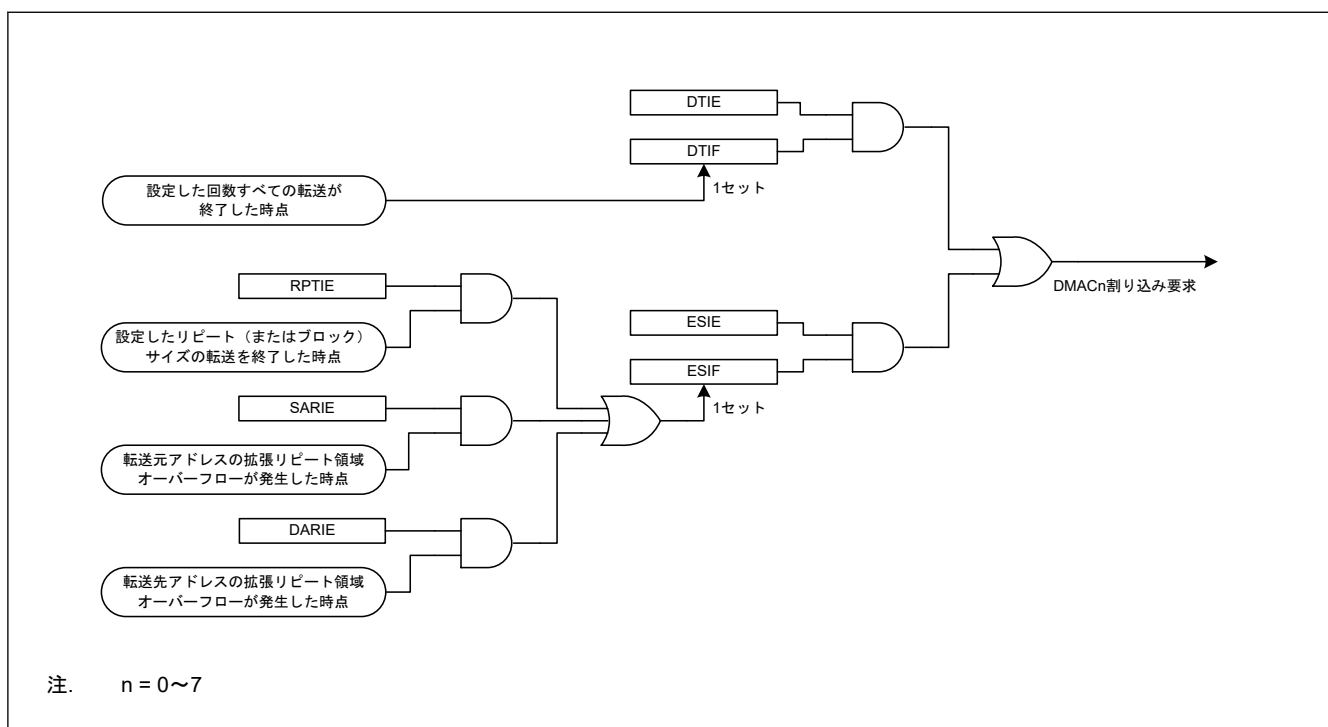 DTIE
DTIF
1セット
設定した回数すべての転送が
終了した時点
RPTIE
設定したリピート（またはブロック）
サイズの転送を終了した時点
SARIE
転送元アドレスの拡張リピート領域
オーバーフローが発生した時点
DARIE
転送先アドレスの拡張リピート領域
オーバーフローが発生した時点
ESIE
ESIF
1セット
DMACn割り込み要求
注. n = 0～7